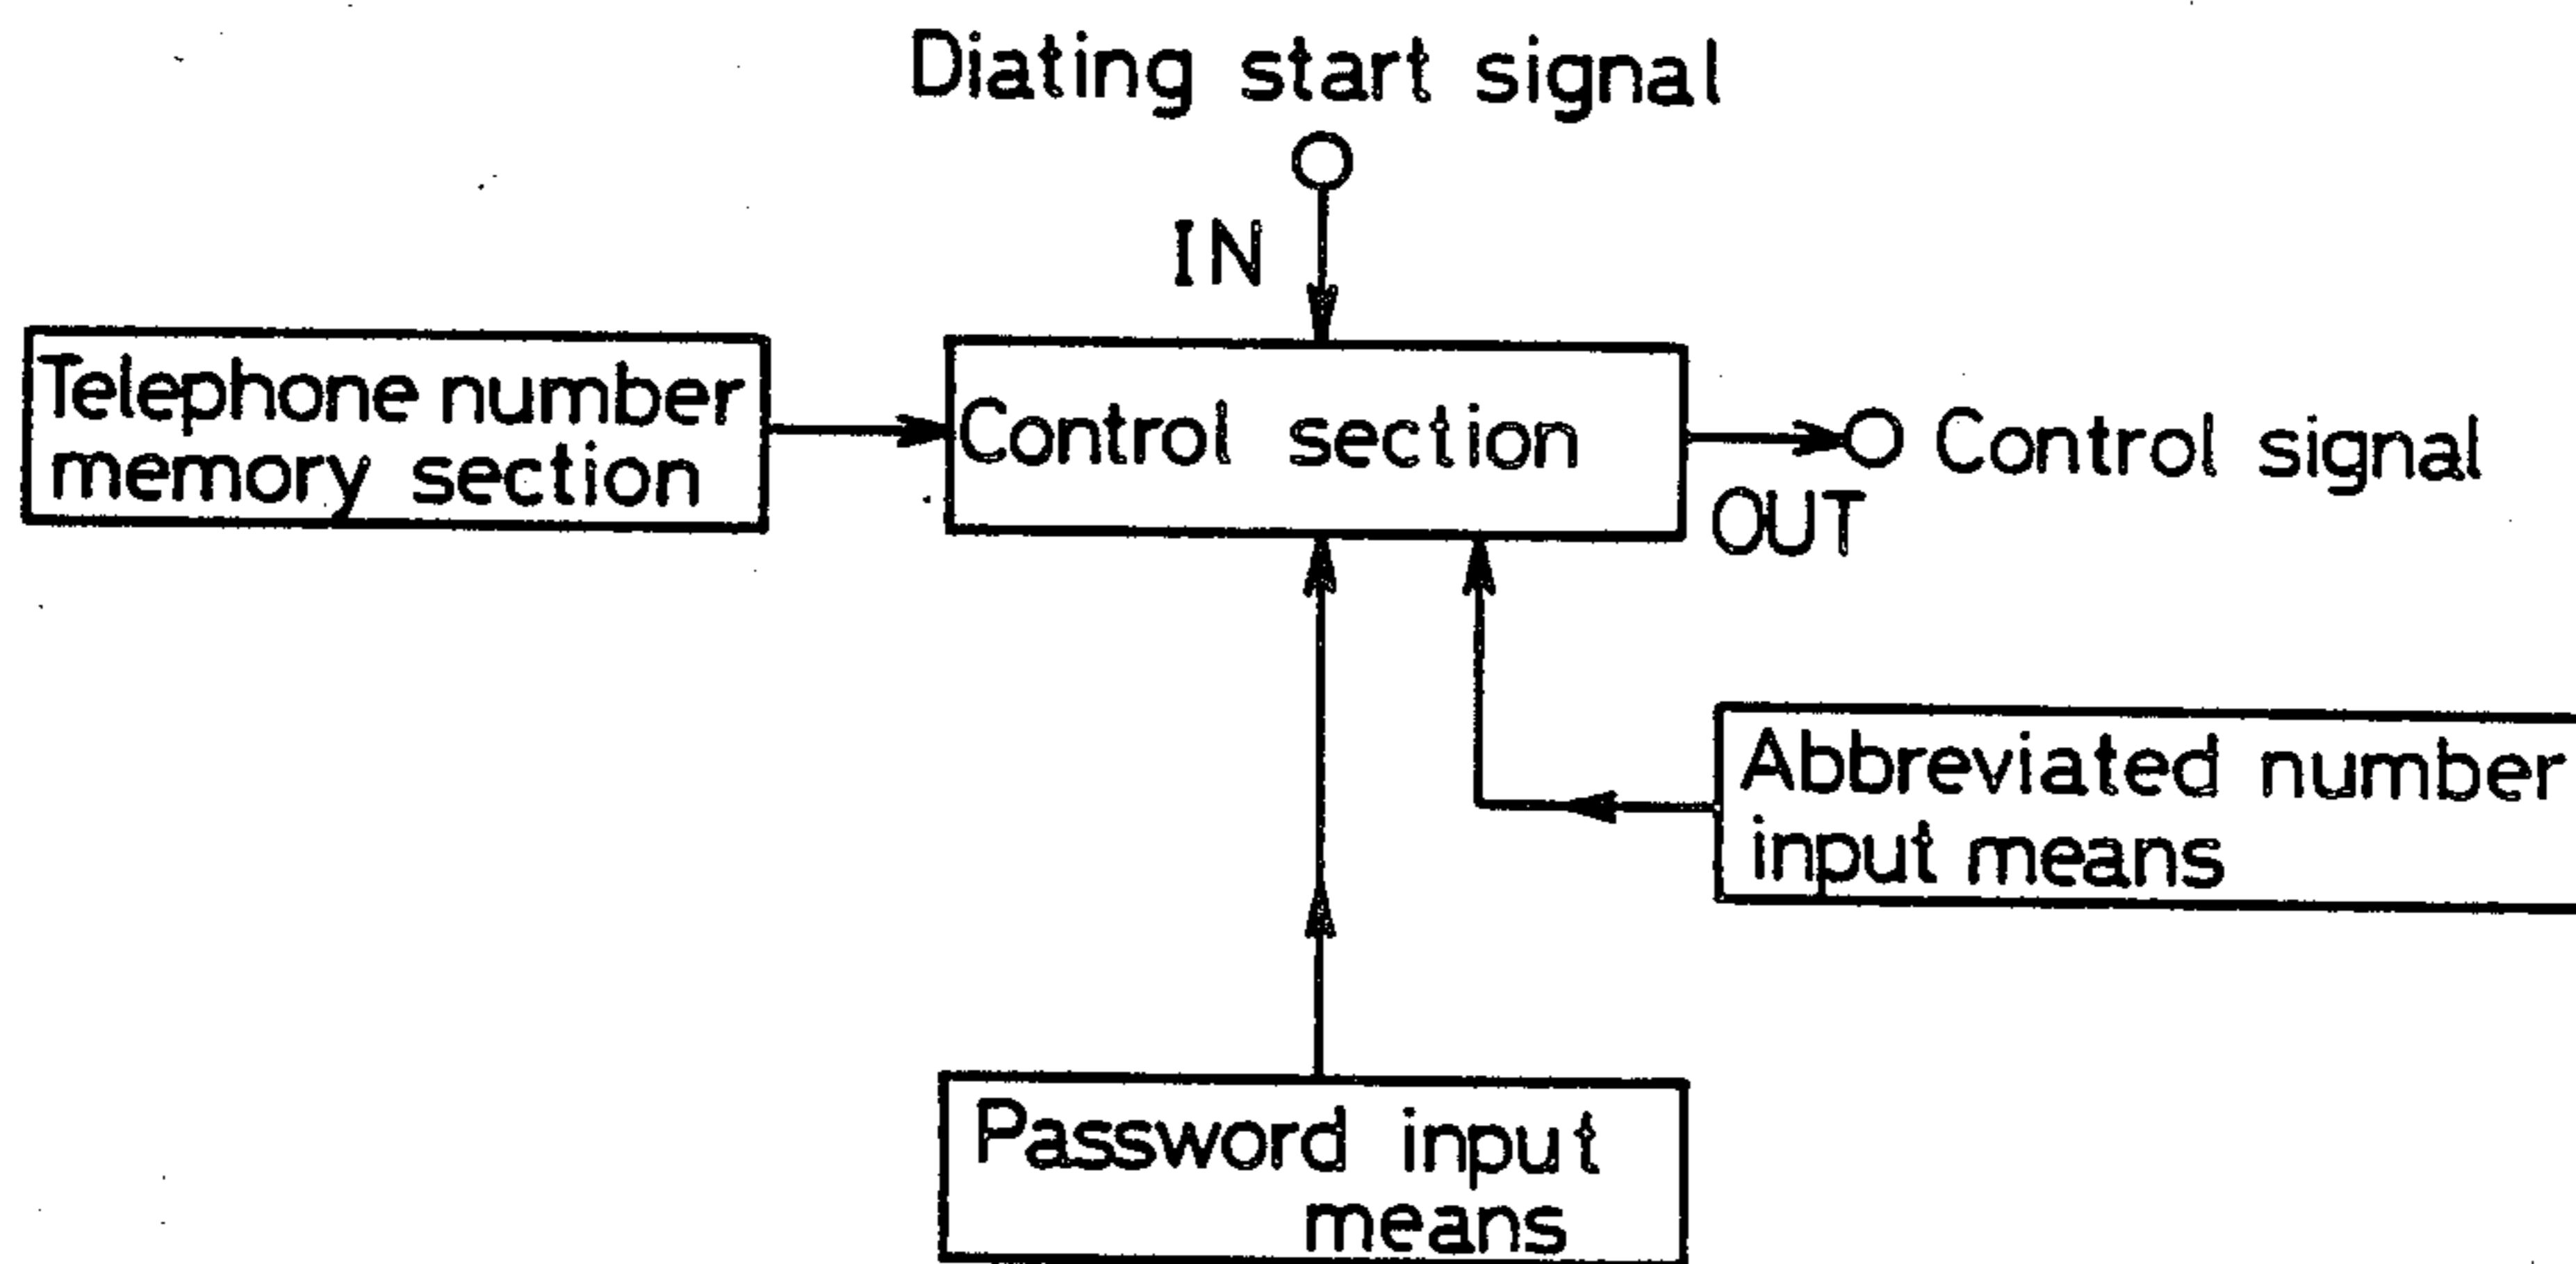 Diating start signal
IN
Telephone number
memory section
Control section
Control signal
OUT
Abbreviated number
input means
Password input
means